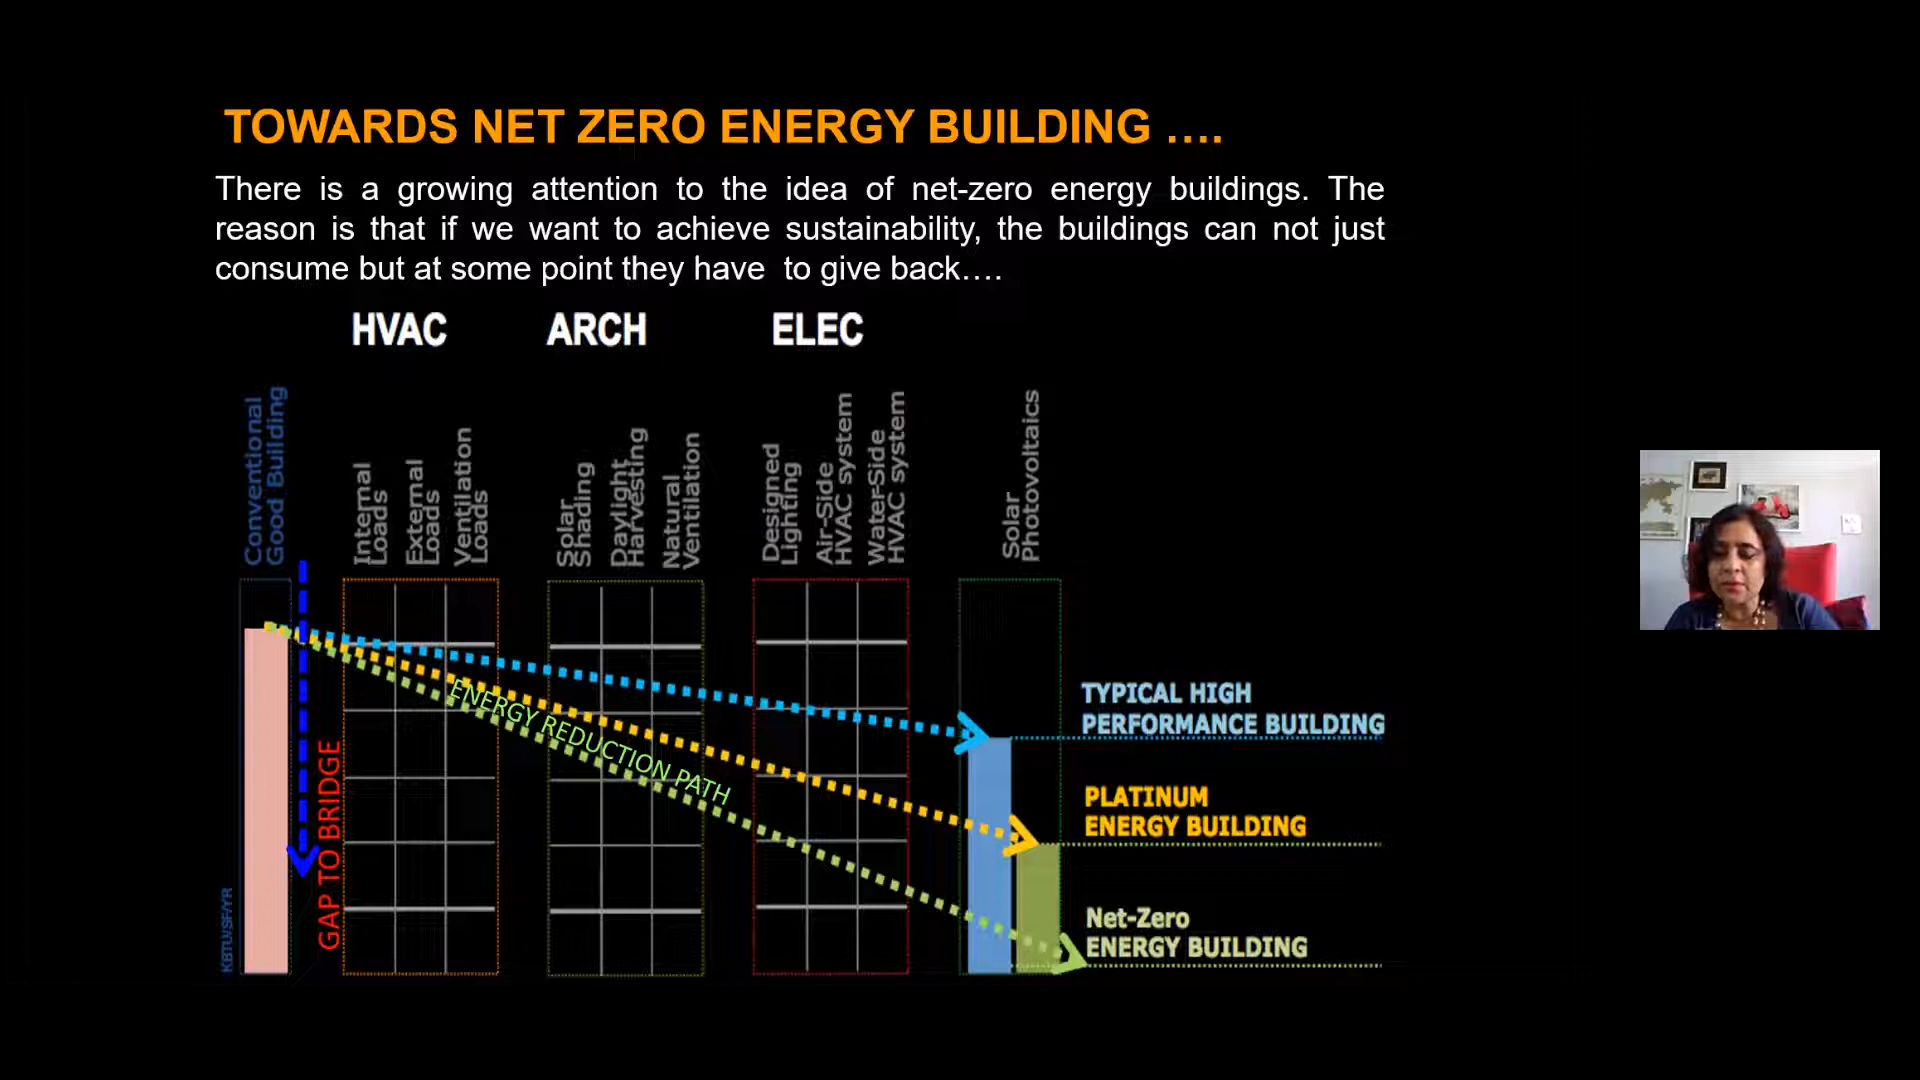 TOWARDS NET ZERO ENERGY BUILDING ....
There is a growing attention to the idea of net-zero energy buildings. The
reason is that if we want to achieve sustainability, the buildings can not just
consume but at some point they have to give back....
HVAC
ARCH
ELEC
Conventional
Good Building
Internal
Loads
External
Loads
Ventilation
Loads
Solar
Shading
Daylight
Harvesting
Natural
Ventilation
Designed
Lighting
Air-Side
HVAC system
Water-Side
HVAC system
Solar
Photovoltaics
KBTU/SF/YR
GAP TO BRIDGE
ENERGY REDUCTION PATH
TYPICAL HIGH
PERFORMANCE BUILDING
PLATINUM
ENERGY BUILDING
Net-Zero
ENERGY BUILDING